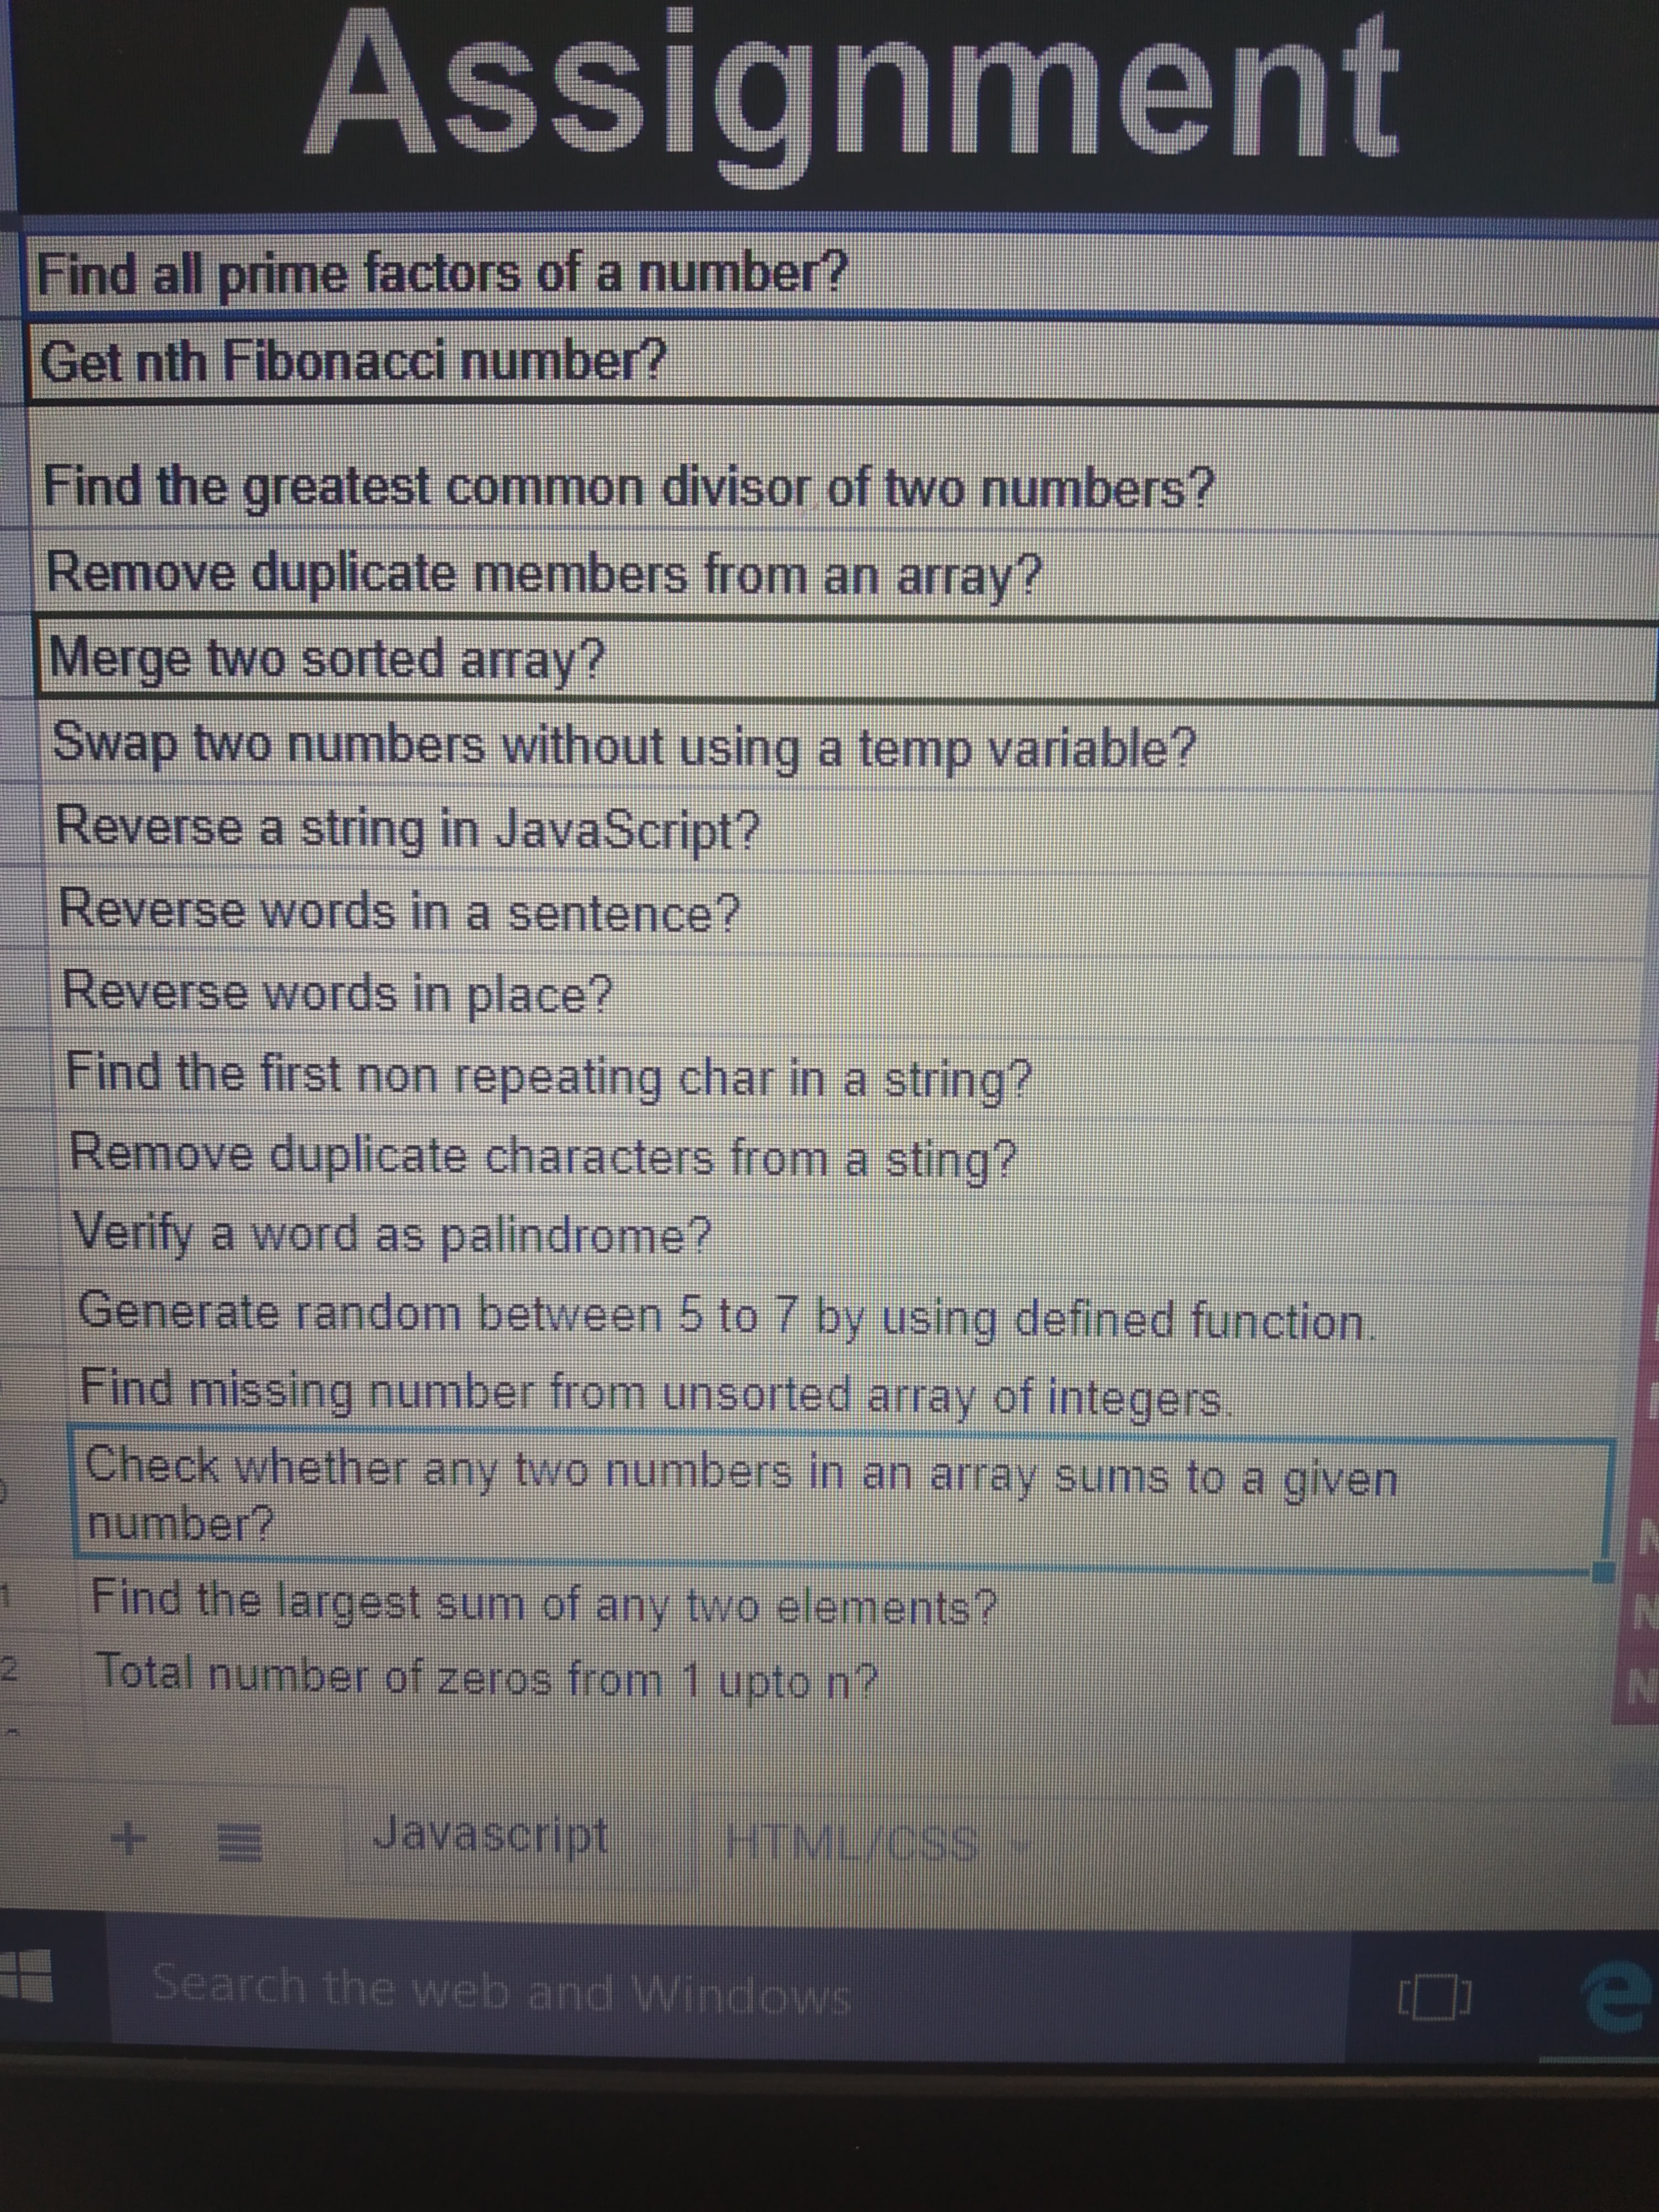 Assignment
Find all prime factors of a number?
Get nth Fibonacci number?
Find the greatest common divisor of two numbers?
Remove duplicate members from an array?
Merge two sorted array?
Swap two numbers without using a temp variable?
Reverse a string in JavaScript?
Reverse words in a sentence?
Reverse words in place?
Find the first non repeating char in a string?
Remove duplicate characters from a sting?
Verify a word as palindrome?
Generate random between 5 to 7 by using defined function.
Find missing number from unsorted array of integers.
Check whether any two numbers in an array sums to a given
number?
N
1 Find the largest sum of any two elements?
N
2 Total number of zeros from 1 upto n?
N
+ Javascript HTML/CSS
Search the web and Windows